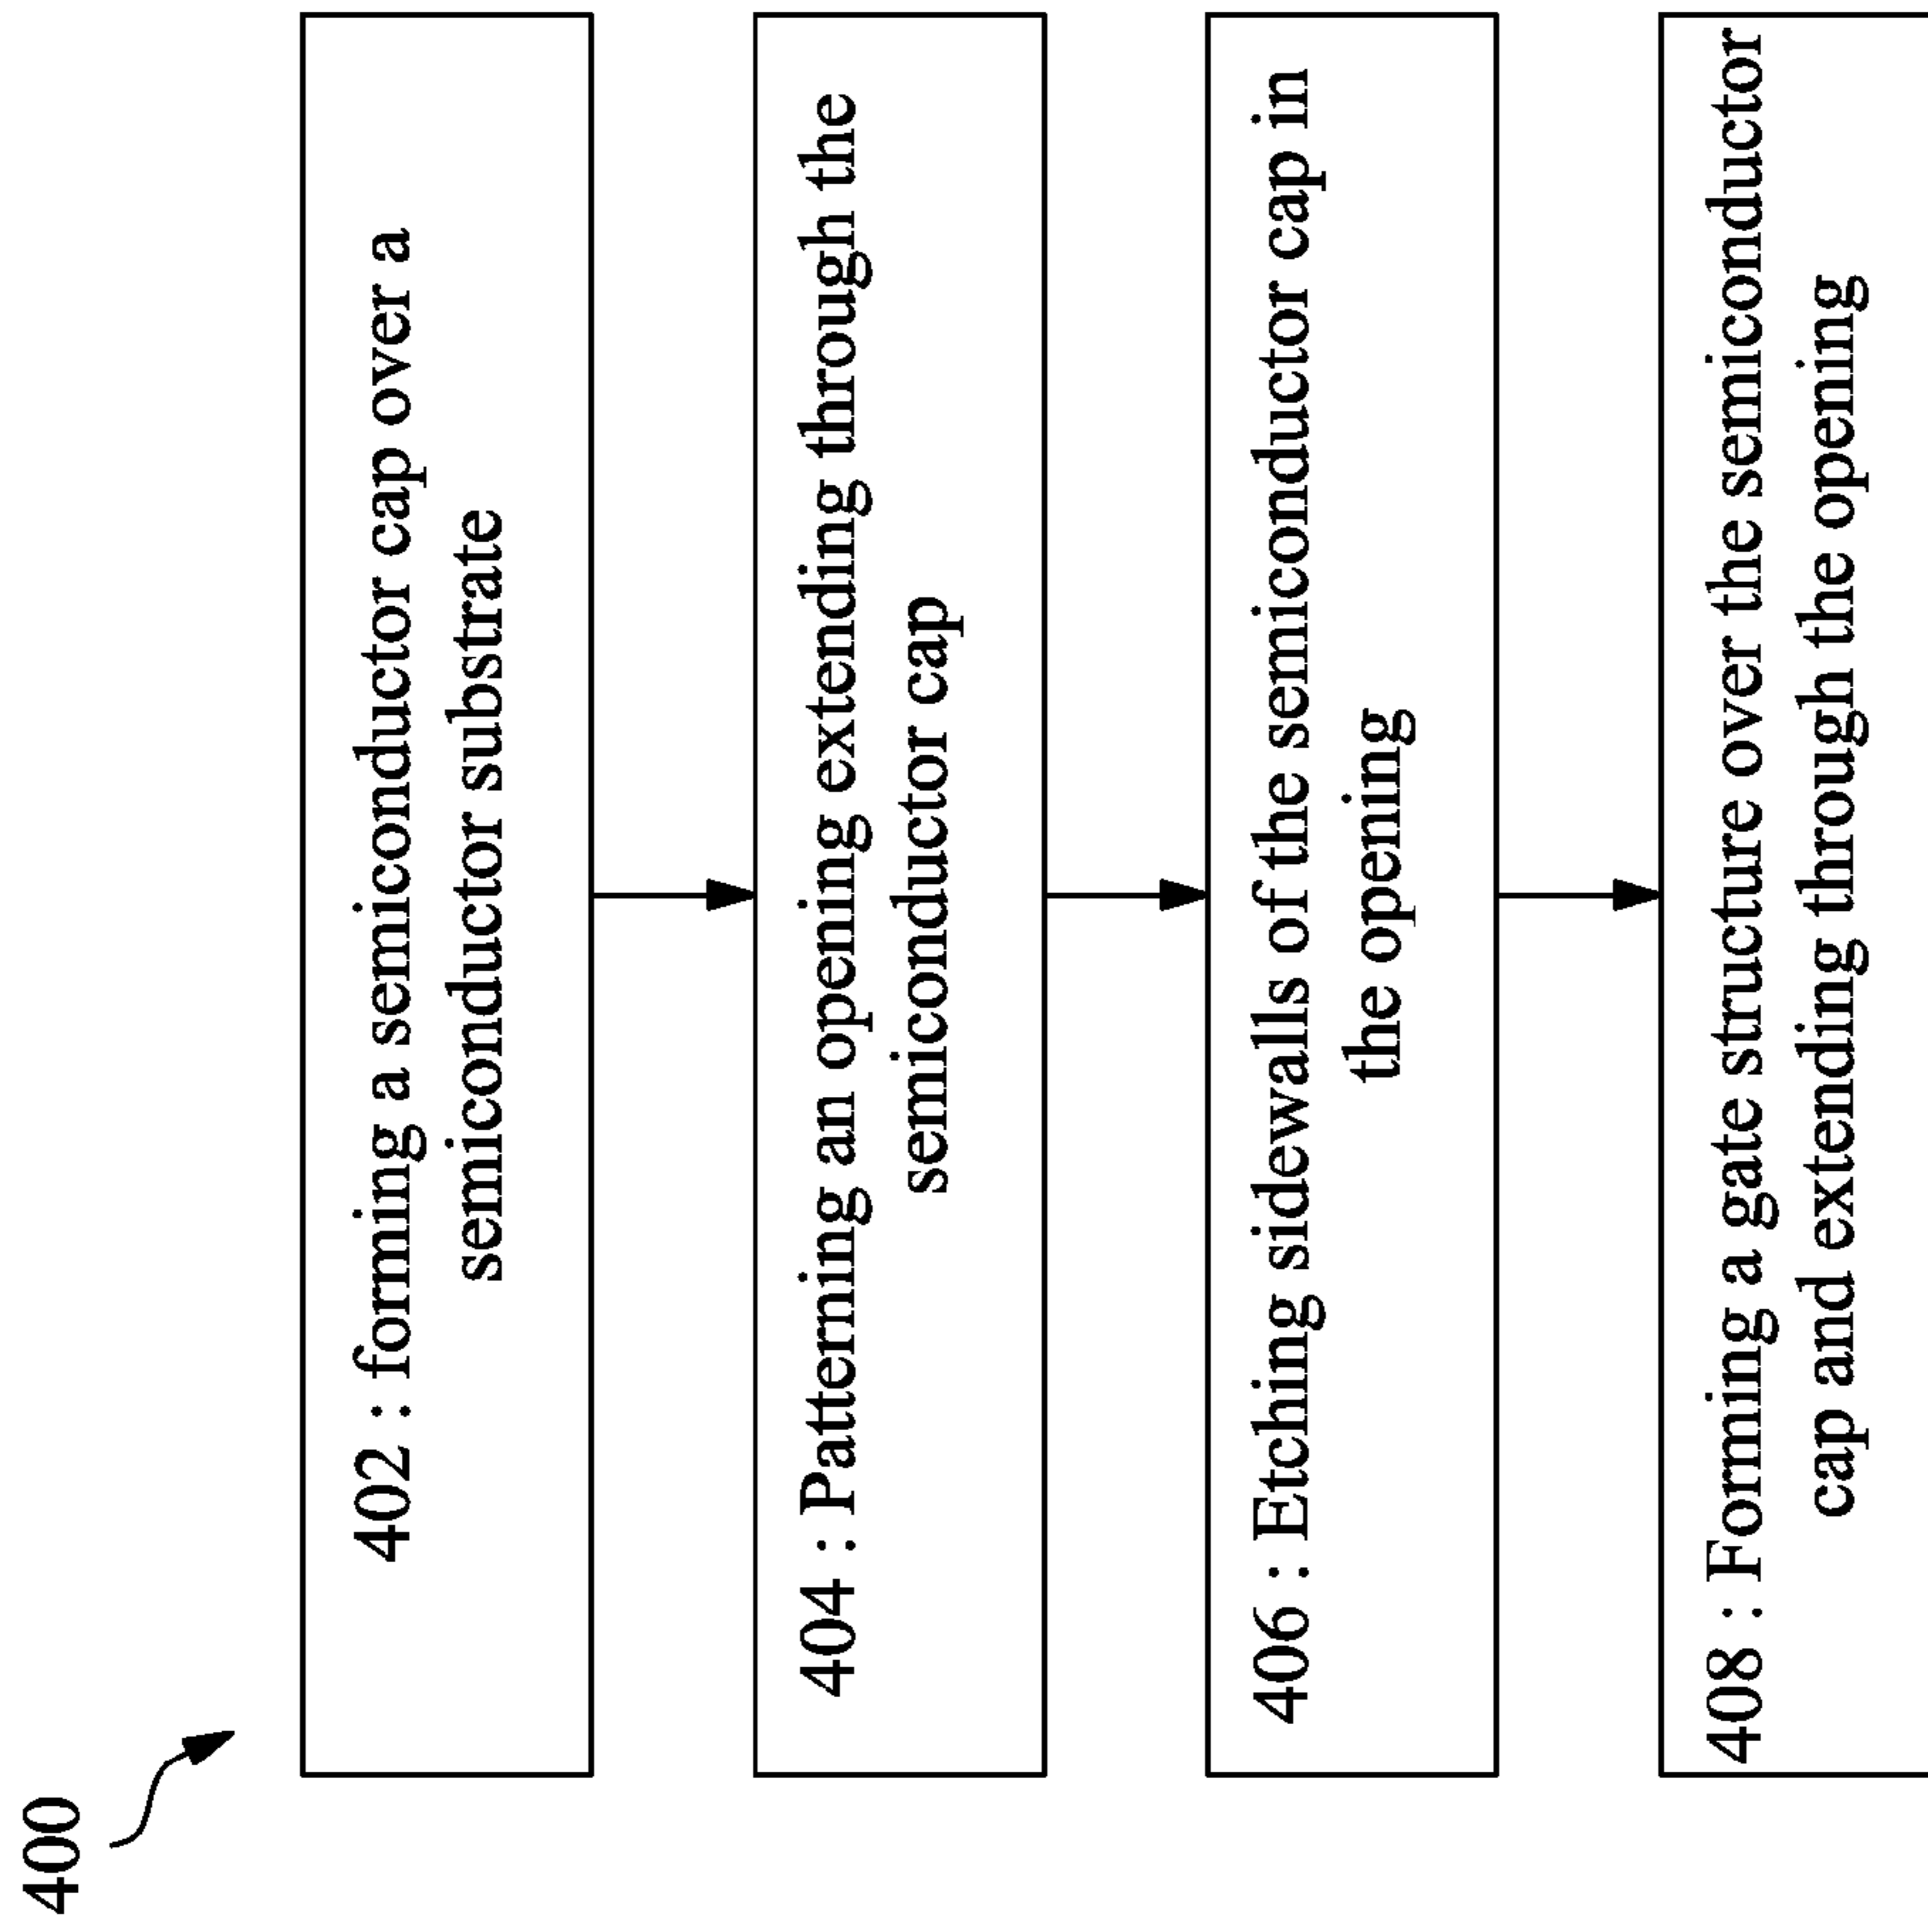 400
402 : forming a semiconductor cap over a
semiconductor substrate
404 : Patterning an opening extending through the
semiconductor cap
406 : Etching sidewalls of the semiconductor cap in
the opening
408 : Forming a gate structure over the semiconductor
cap and extending through the opening